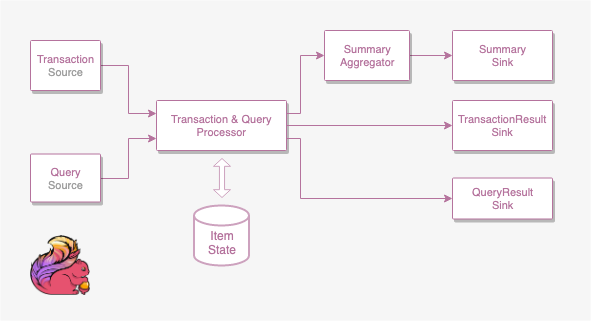 Transaction
Source
Summary
Aggregator
Summary
Sink
Transaction & Query
Processor
TransactionResult
Sink
Query
Source
QueryResult
Sink
Item
State